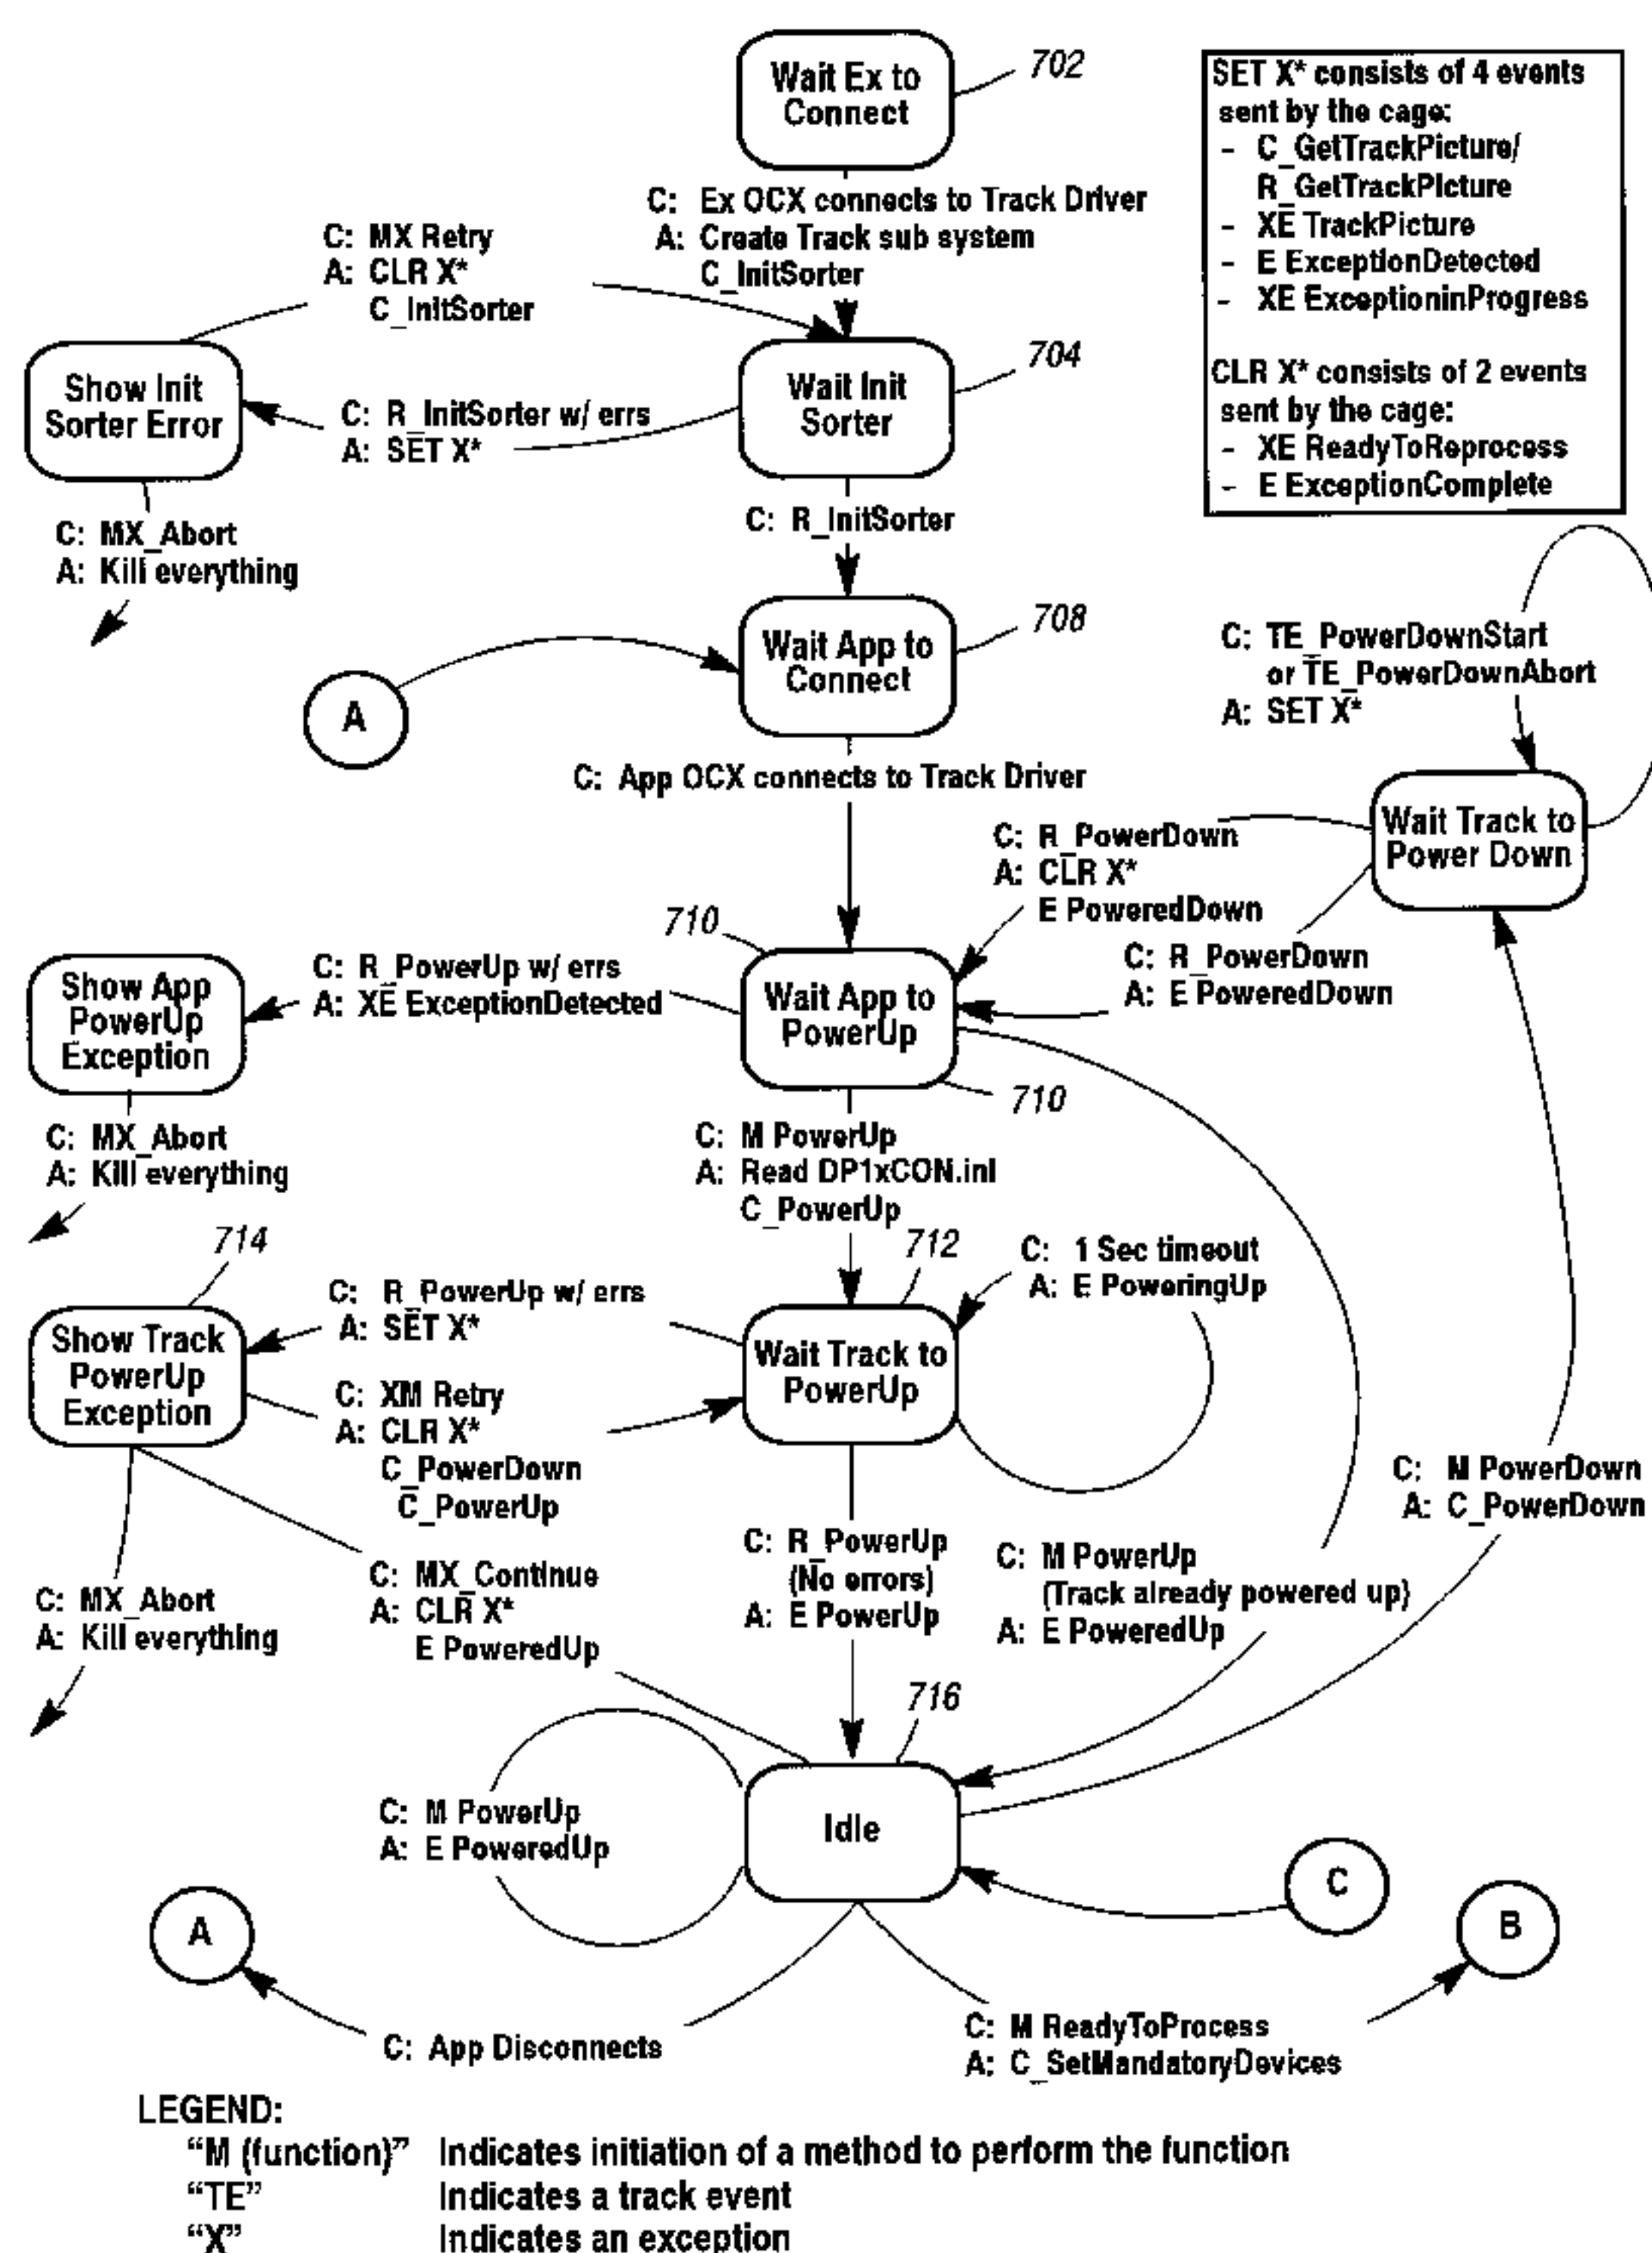 Wait Ex to
Connect
702
SET X* consists of 4 events
sent by the cage:
- C_GetTrackPicture/
R_GetTrackPicture
- XE TrackPicture
- E ExceptionDetected
- XE ExceptioninProgress
CLR X* consists of 2 events
sent by the cage:
- XE ReadyToReprocess
- E ExceptionComplete
C: Ex OCX connects to Track Driver
A: Create Track sub system
C_InitSorter
C: MX Retry
A: CLR X*
C_InitSorter
Show Init
Sorter Error
C: R_InitSorter w/ errs
A: SET X*
Wait Init
Sorter
704
C: MX_Abort
A: Kill everything
C: R_InitSorter
Wait App to
Connect
708
A
C: TE_PowerDownStart
or TE_PowerDownAbort
A: SET X*
C: App OCX connects to Track Driver
Wait Track to
Power Down
C: R_PowerDown
A: CLR X*
E PoweredDown
C: R_PowerDown
A: E PoweredDown
710
Show App
PowerUp
Exception
C: R_PowerUp w/ errs
A: XE ExceptionDetected
Wait App to
PowerUp
710
C: MX_Abort
A: Kill everything
C: M PowerUp
A: Read DP1xCON.ini
C_PowerUp
714
712
C: 1 Sec timeout
A: E PoweringUp
Show Track
PowerUp
Exception
C: R_PowerUp w/ errs
A: SET X*
Wait Track to
PowerUp
C: XM Retry
A: CLR X*
C_PowerDown
C_PowerUp
C: M PowerDown
A: C_PowerDown
C: MX_Abort
A: Kill everything
C: MX_Continue
A: CLR X*
E PoweredUp
C: R_PowerUp
(No errors)
A: E PowerUp
C: M PowerUp
(Track already powered up)
A: E PoweredUp
716
C: M PowerUp
A: E PoweredUp
Idle
C
A
B
C: App Disconnects
C: M ReadyToProcess
A: C_SetMandatoryDevices
LEGEND:
“M (function)” Indicates initiation of a method to perform the function
“TE” Indicates a track event
“X” Indicates an exception